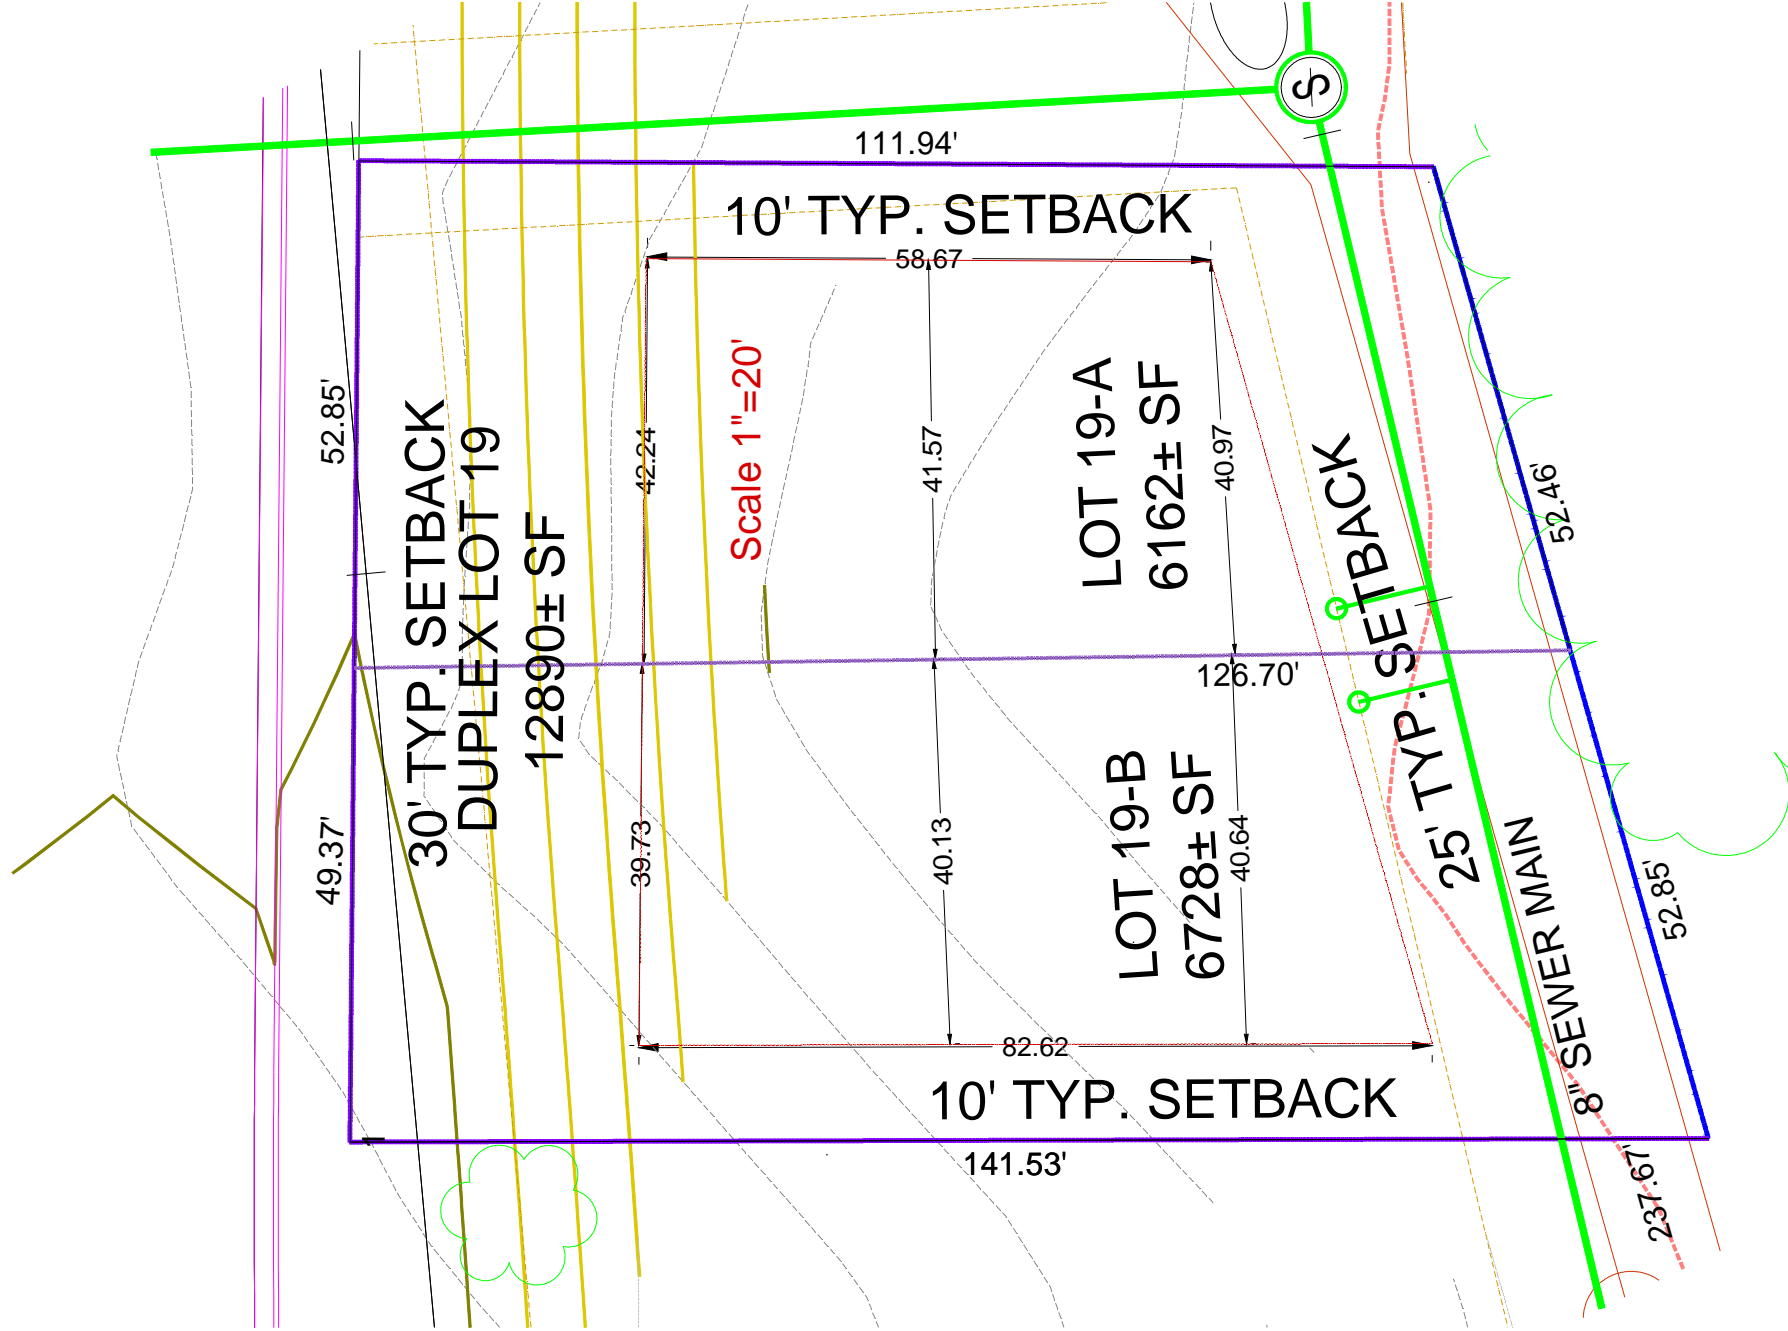 S
111.94'
10' TYP. SETBACK
58.67
52.85'
30' TYP. SETBACK
DUPLEX LOT 19
12890± SF
42.24
Scale 1"=20'
41.57
LOT 19-A
6162± SF
40.97
25' TYP. SETBACK
52.46'
126.70'
49.37'
39.73
40.13
LOT 19-B
6728± SF
40.64
8" SEWER MAIN
52.85'
82.62
10' TYP. SETBACK
141.53'
237.67'